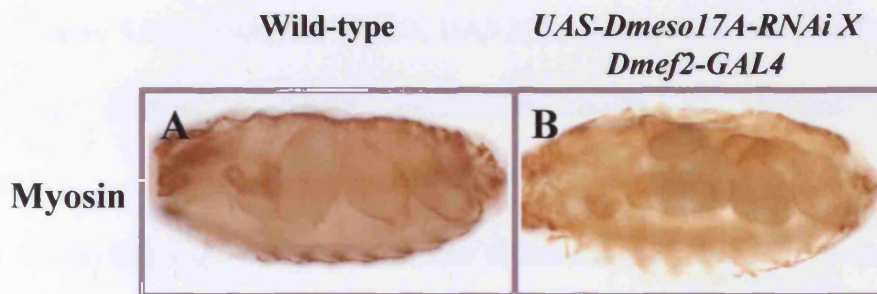 Wild-type
UAS-Dmeso17A-RNAi X
Dmef2-GAL4
A
B
Myosin